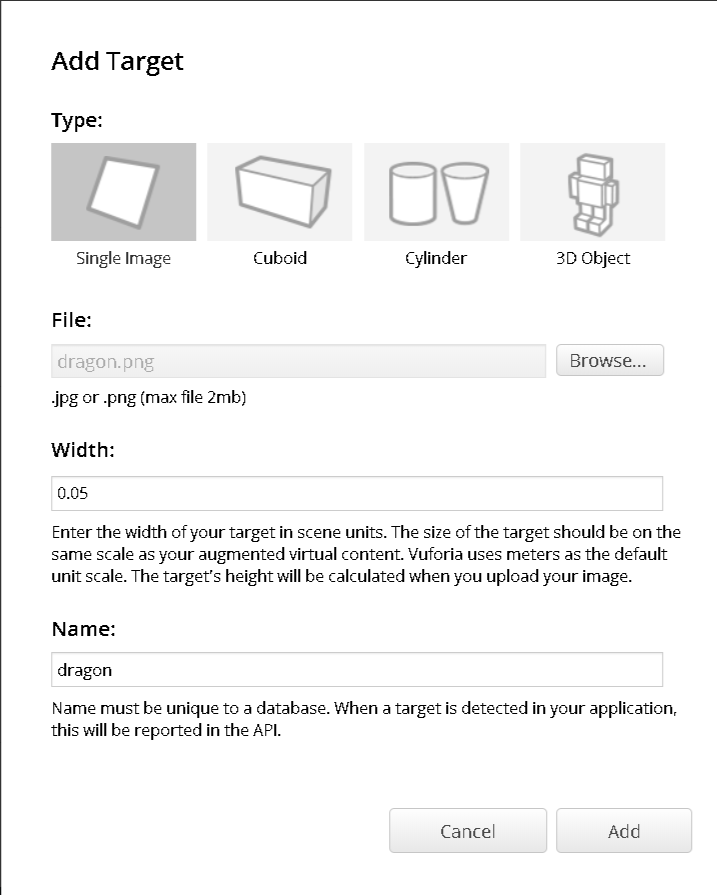 Add Target
Type:
Single Image
Cuboid
Cylinder
3D Object
File:
dragon.png
Browse...
.jpg or .png (max file 2mb)
Width:
0.05
Enter the width of your target in scene units. The size of the target should be on the
same scale as your augmented virtual content. Vuforia uses meters as the default
unit scale. The target's height will be calculated when you upload your image.
Name:
dragon
Name must be unique to a database. When a target is detected in your application,
this will be reported in the API.
Cancel
Add